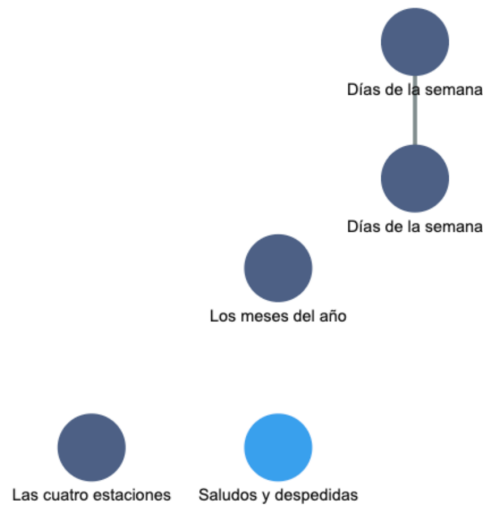 Días de la semana
Días de la semana
Los meses del año
Las cuatro estaciones
Saludos y despedidas